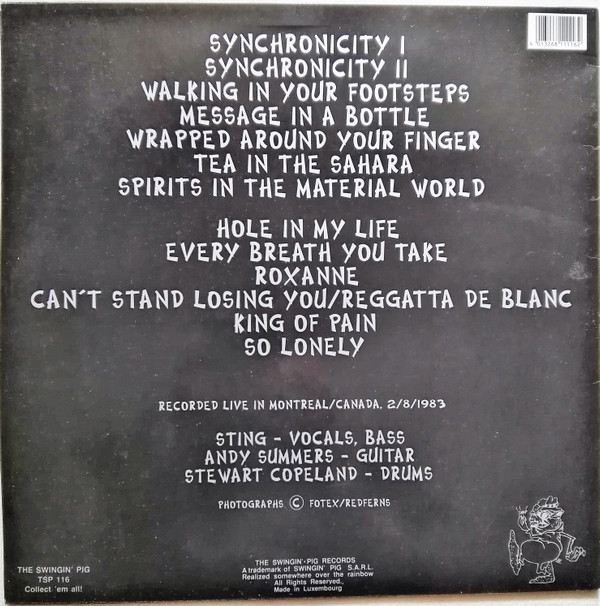 SYNCHRONICITY I
SYNCHRONICITY II
WALKING IN YOUR FOOTSTEPS
MESSAGE IN A BOTTLE
WRAPPED AROUND YOUR FINGER
TEA IN THE SAHARA
SPIRITS IN THE MATERIAL WORLD
HOLE IN MY LIFE
EVERY BREATH YOU TAKE
ROXANNE
CAN´T STAND LOSING YOU/REGGATTA DE BLANC
KING OF PAIN
SO LONELY
RECORDED LIVE IN MONTREAL/CANADA, 2/8/1983
STING - VOCALS, BASS
ANDY SUMMERS - GUITAR
STEWART COPELAND - DRUMS
PHOTOGRAPHS © FOTEX/REDFERNS
THE SWINGIN' PIG
TSP 116
Collect 'em all!
THE SWINGIN'-PIG RECORDS
A trademark of SWINGIN' PIG S.A.R.L.
Realized somewhere over the rainbow
All Rights Reserved.
Made in Luxembourg